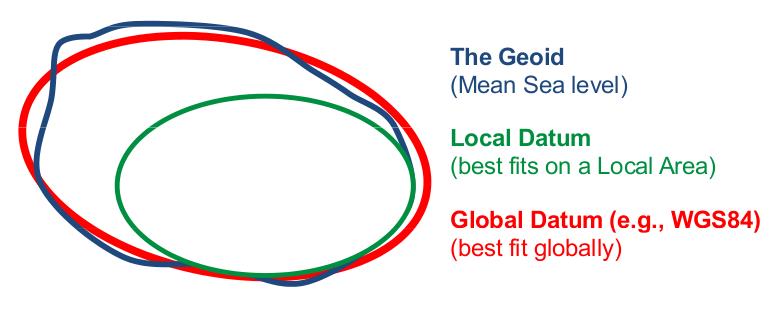 The Geoid
(Mean Sea level)
Local Datum
(best fits on a Local Area)
Global Datum (e.g., WGS84)
(best fit globally)